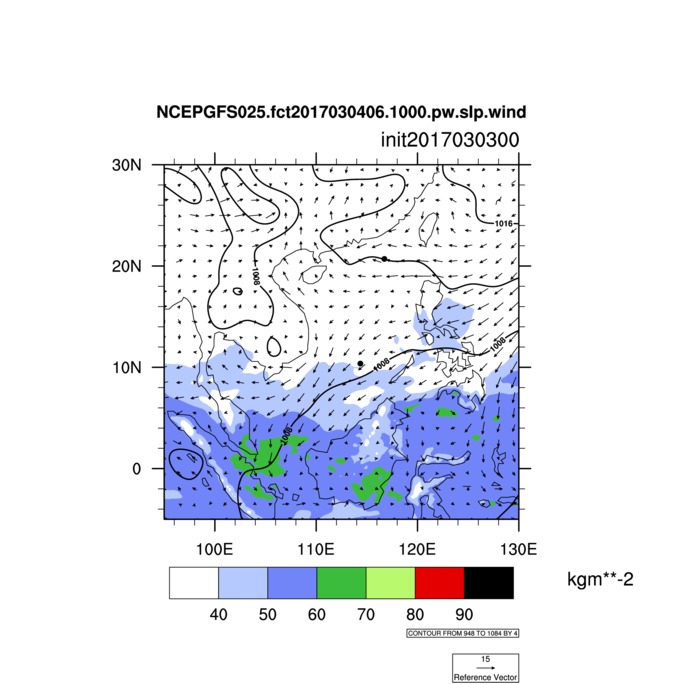 NCEPGFS025.fct2017030406.1000.pw.slp.wind
init2017030300
30N
1016
20N
1008
1008
10N
1008
1008
0
100E 110E 120E 130E
kgm**-2
40 50 60 70 80 90
CONTOUR FROM 948 TO 1084 BY 4
15
Reference Vector